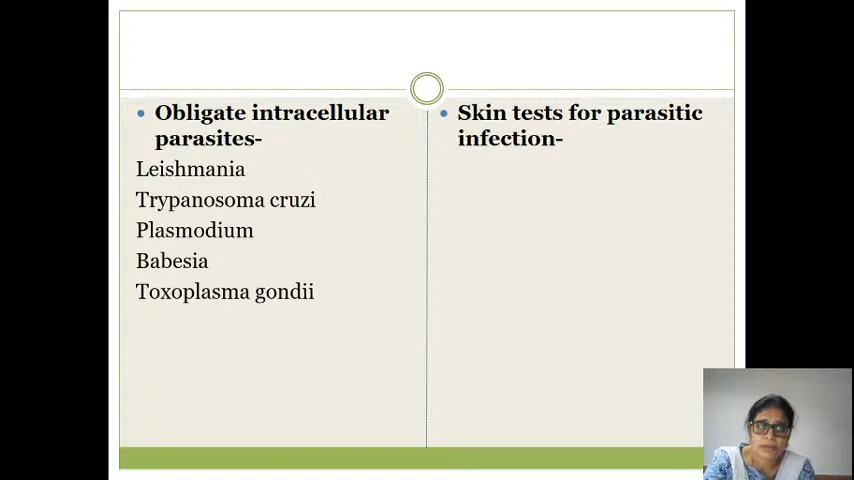 Obligate intracellular
parasites-
Leishmania
Trypanosoma cruzi
Plasmodium
Babesia
Toxoplasma gondii
Skin tests for parasitic
infection-